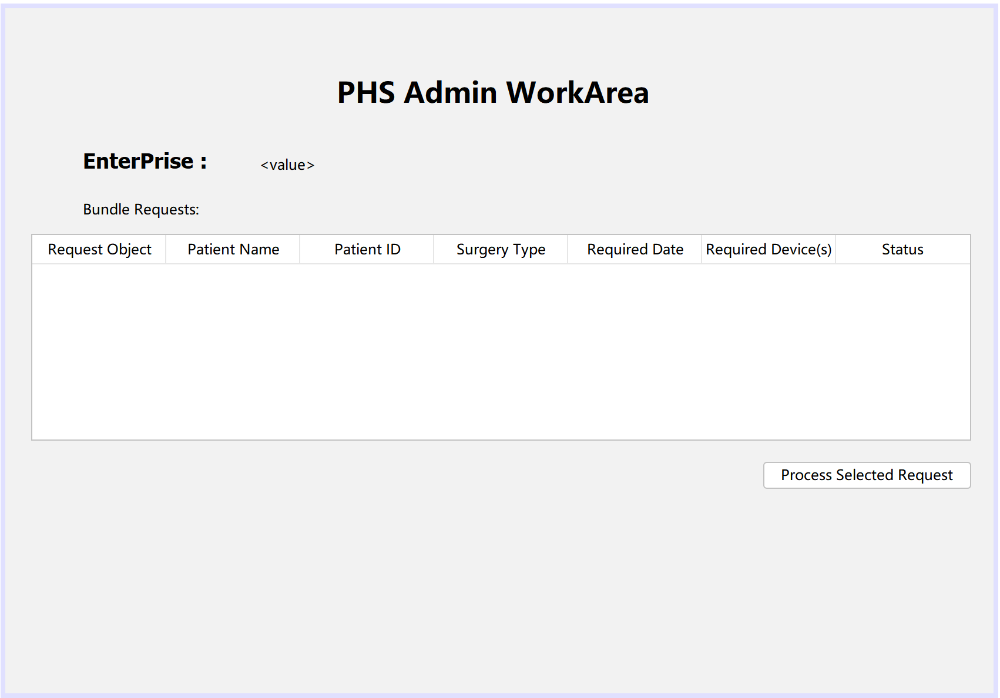 PHS Admin WorkArea
EnterPrise :    <value>
Bundle Requests:
Request Object    Patient Name    Patient ID    Surgery Type    Required Date    Required Device(s)    Status
Process Selected Request